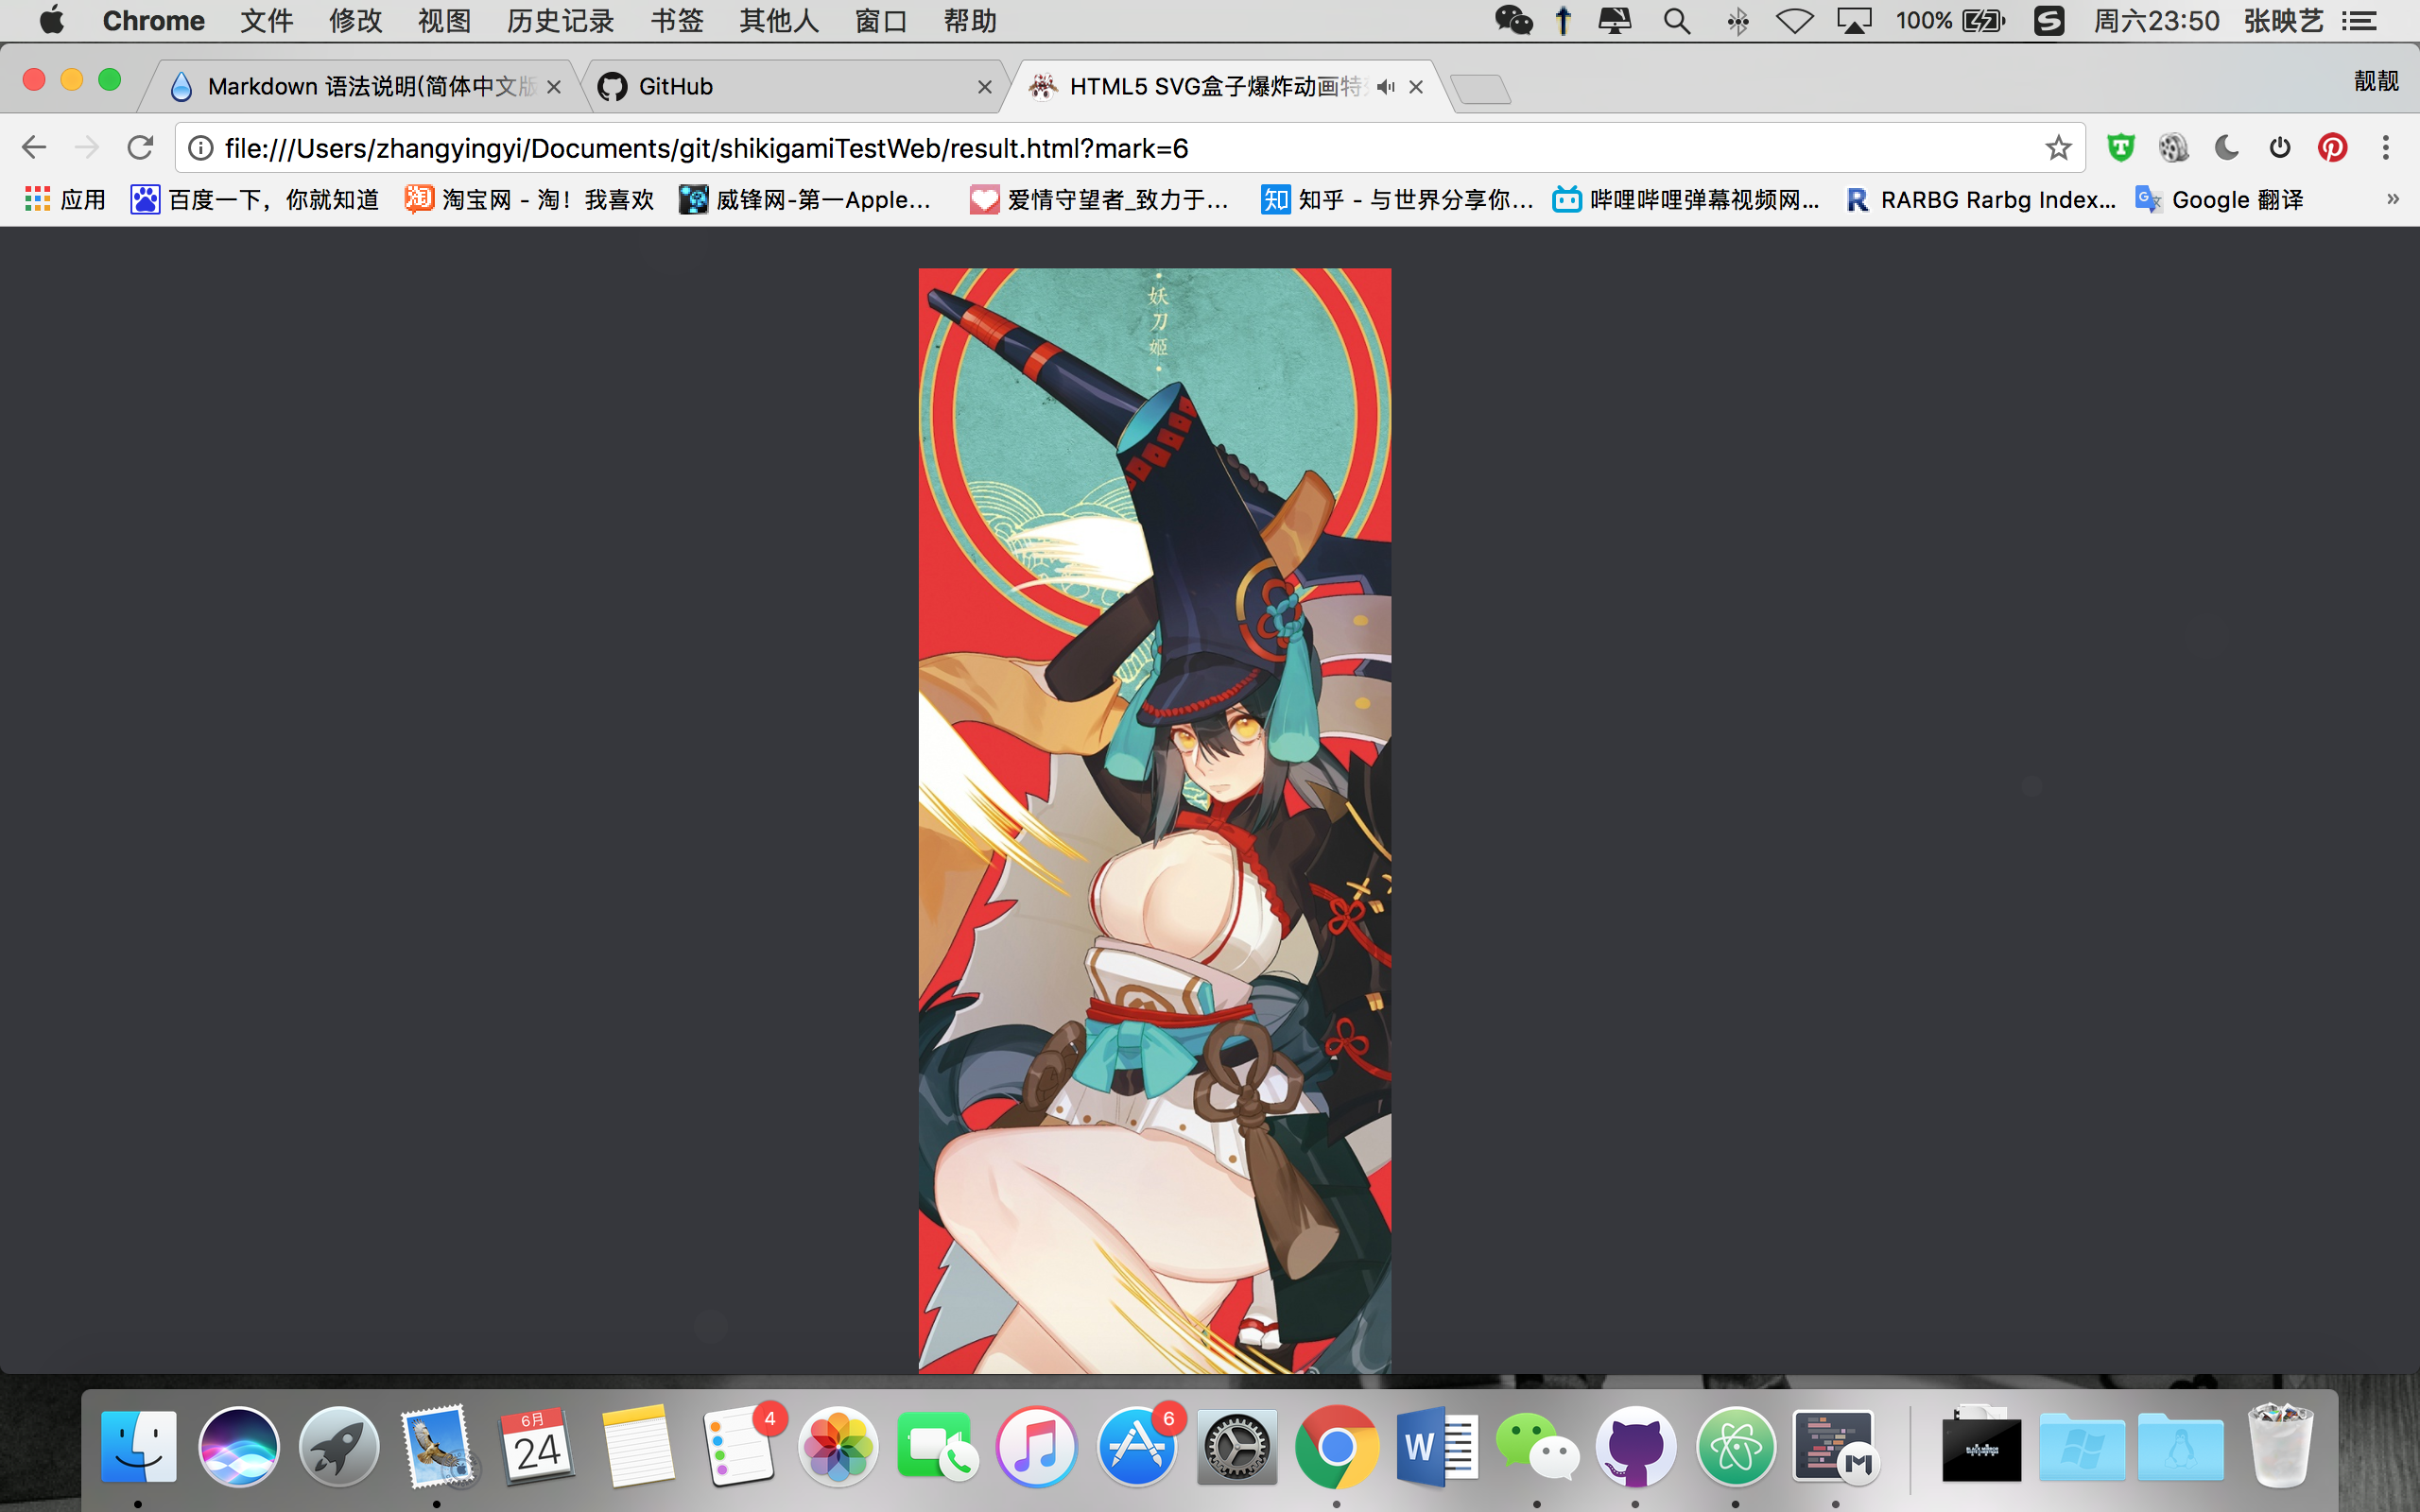 Chrome 文件 修改 视图 历史记录 书签 其他人 窗口 帮助 100% 周六23:50 张映艺
Markdown 语法说明(简体中文版 GitHub HTML5 SVG盒子爆炸动画特 靓靓
file:///Users/zhangyingyi/Documents/git/shikigamiTestWeb/result.html?mark=6
应用 百度一下，你就知道 淘宝网 - 淘！我喜欢 威锋网-第一Apple... 爱情守望者_致力于... 知 知乎 - 与世界分享你... 哔哩哔哩弹幕视频网... R RARBG Rarbg Index... Google 翻译 »
妖刀姬
6月
24
4
6
W